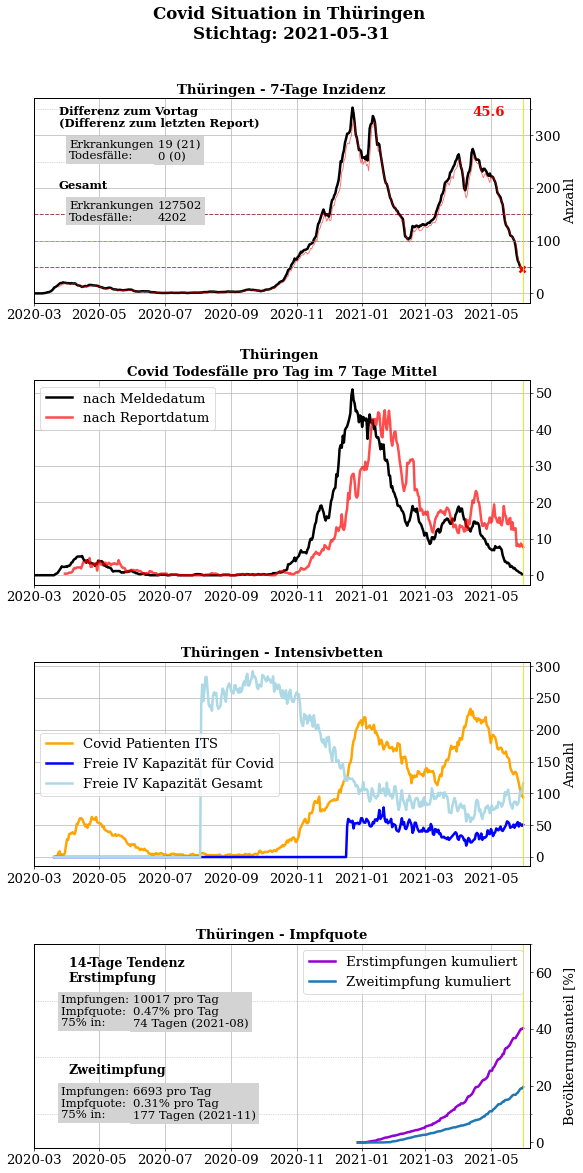 Covid Situation in Thüringen
Stichtag: 2021-05-31
Thüringen - 7-Tage Inzidenz
Differenz zum Vortag
(Differenz zum letzten Report)
Erkrankungen 19 (21)
Todesfälle: 0 (0)
Gesamt
Erkrankungen 127502
Todesfälle: 4202
45.6
300
200
100
0
Anzahl
2020-03 2020-05 2020-07 2020-09 2020-11 2021-01 2021-03 2021-05
Thüringen
Covid Todesfälle pro Tag im 7 Tage Mittel
nach Meldedatum
nach Reportdatum
50
40
30
20
10
0
2020-03 2020-05 2020-07 2020-09 2020-11 2021-01 2021-03 2021-05
Thüringen - Intensivbetten
Covid Patienten ITS
Freie IV Kapazität für Covid
Freie IV Kapazität Gesamt
300
250
200
150
100
50
0
Anzahl
2020-03 2020-05 2020-07 2020-09 2020-11 2021-01 2021-03 2021-05
Thüringen - Impfquote
14-Tage Tendenz
Erstimpfung
Impfungen: 10017 pro Tag
Impfquote: 0.47% pro Tag
75% in: 74 Tagen (2021-08)
Zweitimpfung
Impfungen: 6693 pro Tag
Impfquote: 0.31% pro Tag
75% in: 177 Tagen (2021-11)
Erstimpfungen kumuliert
Zweitimpfung kumuliert
60
40
20
0
Bevölkerungsanteil [%]
2020-03 2020-05 2020-07 2020-09 2020-11 2021-01 2021-03 2021-05